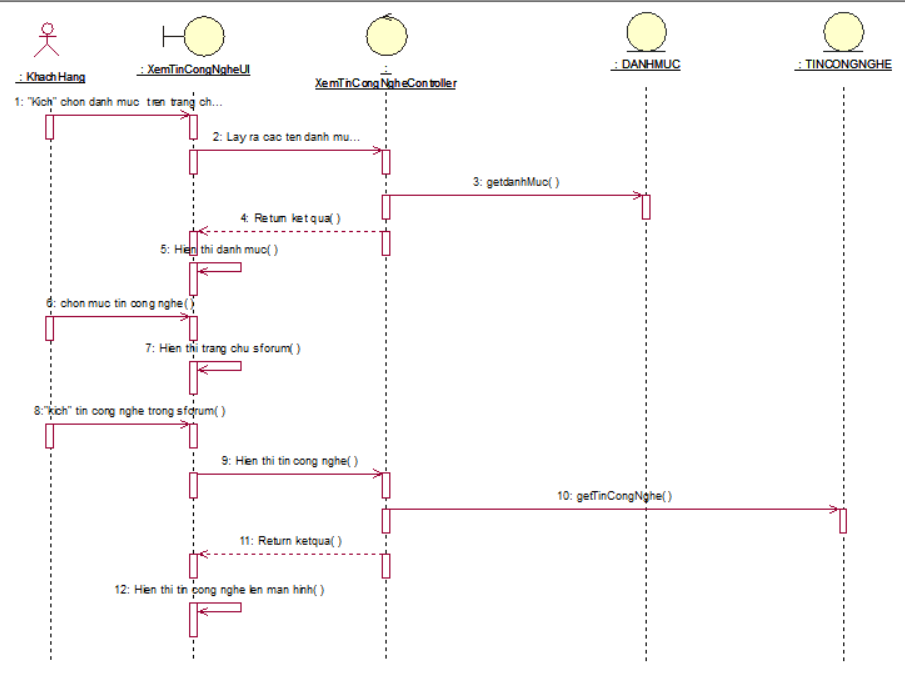 : KhachHang
: XemTinCongNgheUI
:
XemTinCongNgheController
: DANHMUC
: TINCONGNGHE
1: "Kich" chon danh muc tren trang ch...
2: Lay ra cac ten danh mu...
3: getdanhMuc( )
4: Return ket qua( )
5: Hien thi danh muc( )
6: chon muc tin cong nghe( )
7: Hien thi trang chu sforum( )
8:"kich" tin cong nghe trong sforum( )
9: Hien thi tin cong nghe( )
10: getTinCongNghe( )
11: Return ketqua( )
12: Hien thi tin cong nghe len man hinh( )